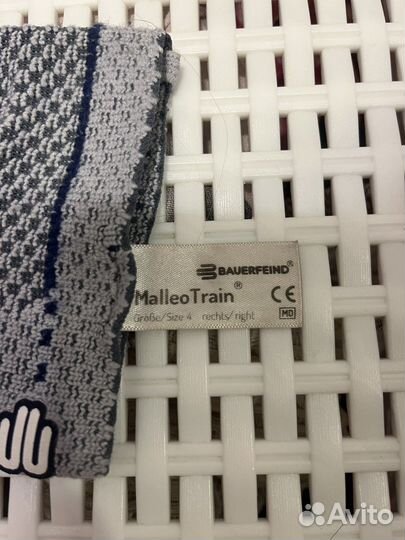 BAUERFEIND®
MalleoTrain®
CE
Größe/Size 4 rechts/right
MD
Avito